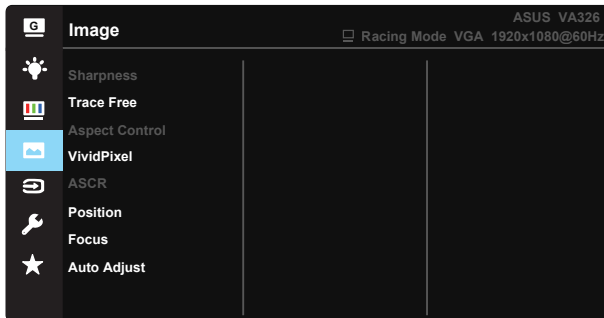 G
Image
ASUS VA326
Racing Mode VGA 1920x1080@60Hz
Sharpness
Trace Free
Aspect Control
VividPixel
ASCR
Position
Focus
Auto Adjust